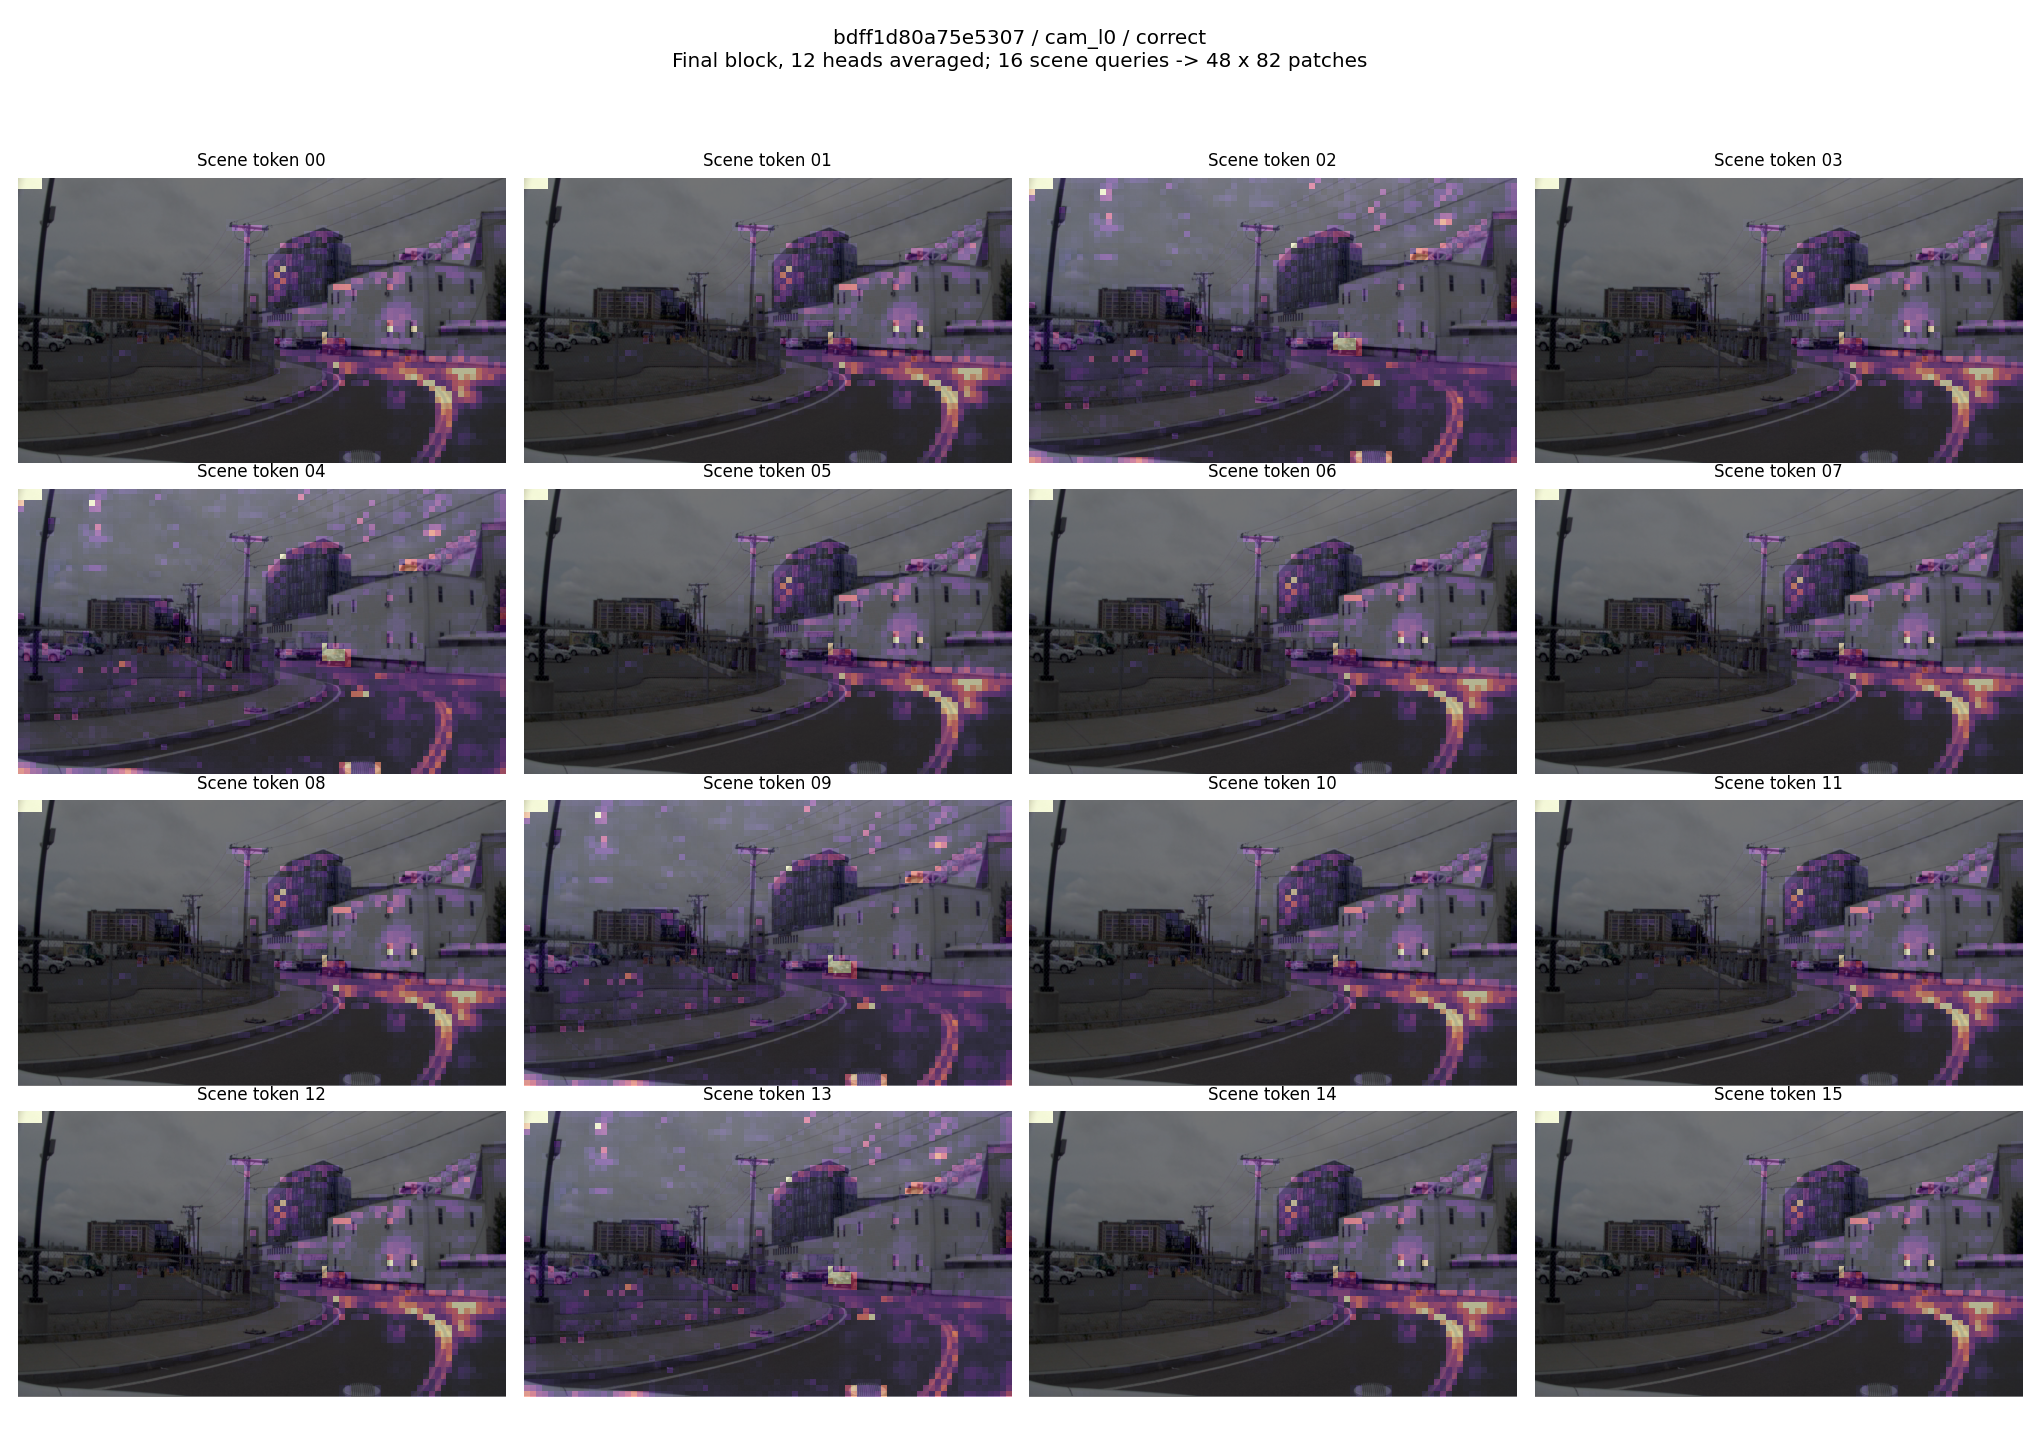 bdff1d80a75e5307 / cam_l0 / correct
Final block, 12 heads averaged; 16 scene queries -> 48 x 82 patches
Scene token 00
Scene token 01
Scene token 02
Scene token 03
Scene token 04
Scene token 05
Scene token 06
Scene token 07
Scene token 08
Scene token 09
Scene token 10
Scene token 11
Scene token 12
Scene token 13
Scene token 14
Scene token 15